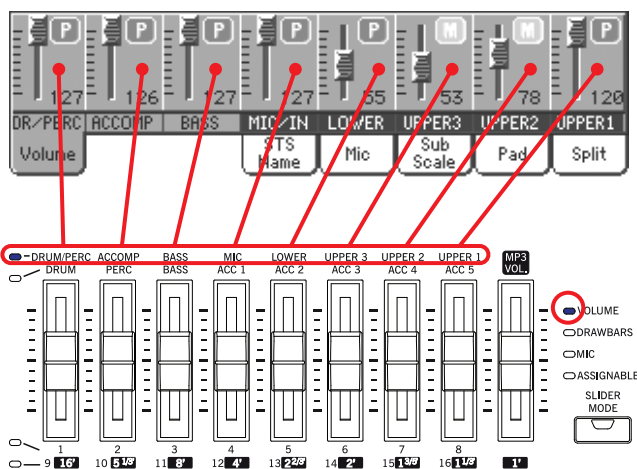 P P P P P M M P
127 126 127 127 55 53 78 120
DR/PERC ACCOMP BASS MIC/IN LOWER UPPER3 UPPER2 UPPER1
Volume STS Name Mic Sub Scale Pad Split
DRUM/PERC ACCOMP BASS MIC LOWER UPPER 3 UPPER 2 UPPER 1 MP3 VOL.
DRUM PERC BASS ACC 1 ACC 2 ACC 3 ACC 4 ACC 5
VOLUME
DRAWBARS
MIC
ASSIGNABLE
SLIDER
MODE
1 2 3 4 5 6 7 8
9 16' 10 5 1/3' 11 8' 12 4' 13 2 2/3' 14 2' 15 1 3/5' 16 1 1/3' 1'